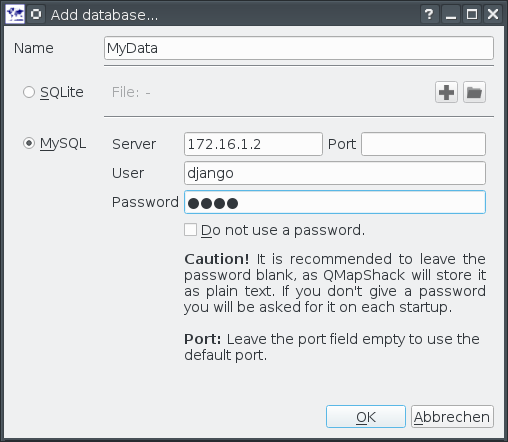 Add database...
Name MyData
SQLite File: -
MySQL Server 172.16.1.2 Port
User django
Password ●●●●
Do not use a password.
Caution! It is recommended to leave the
password blank, as QMapShack will store it
as plain text. If you don't give a password
you will be asked for it on each startup.
Port: Leave the port field empty to use the
default port.
OK Abbrechen